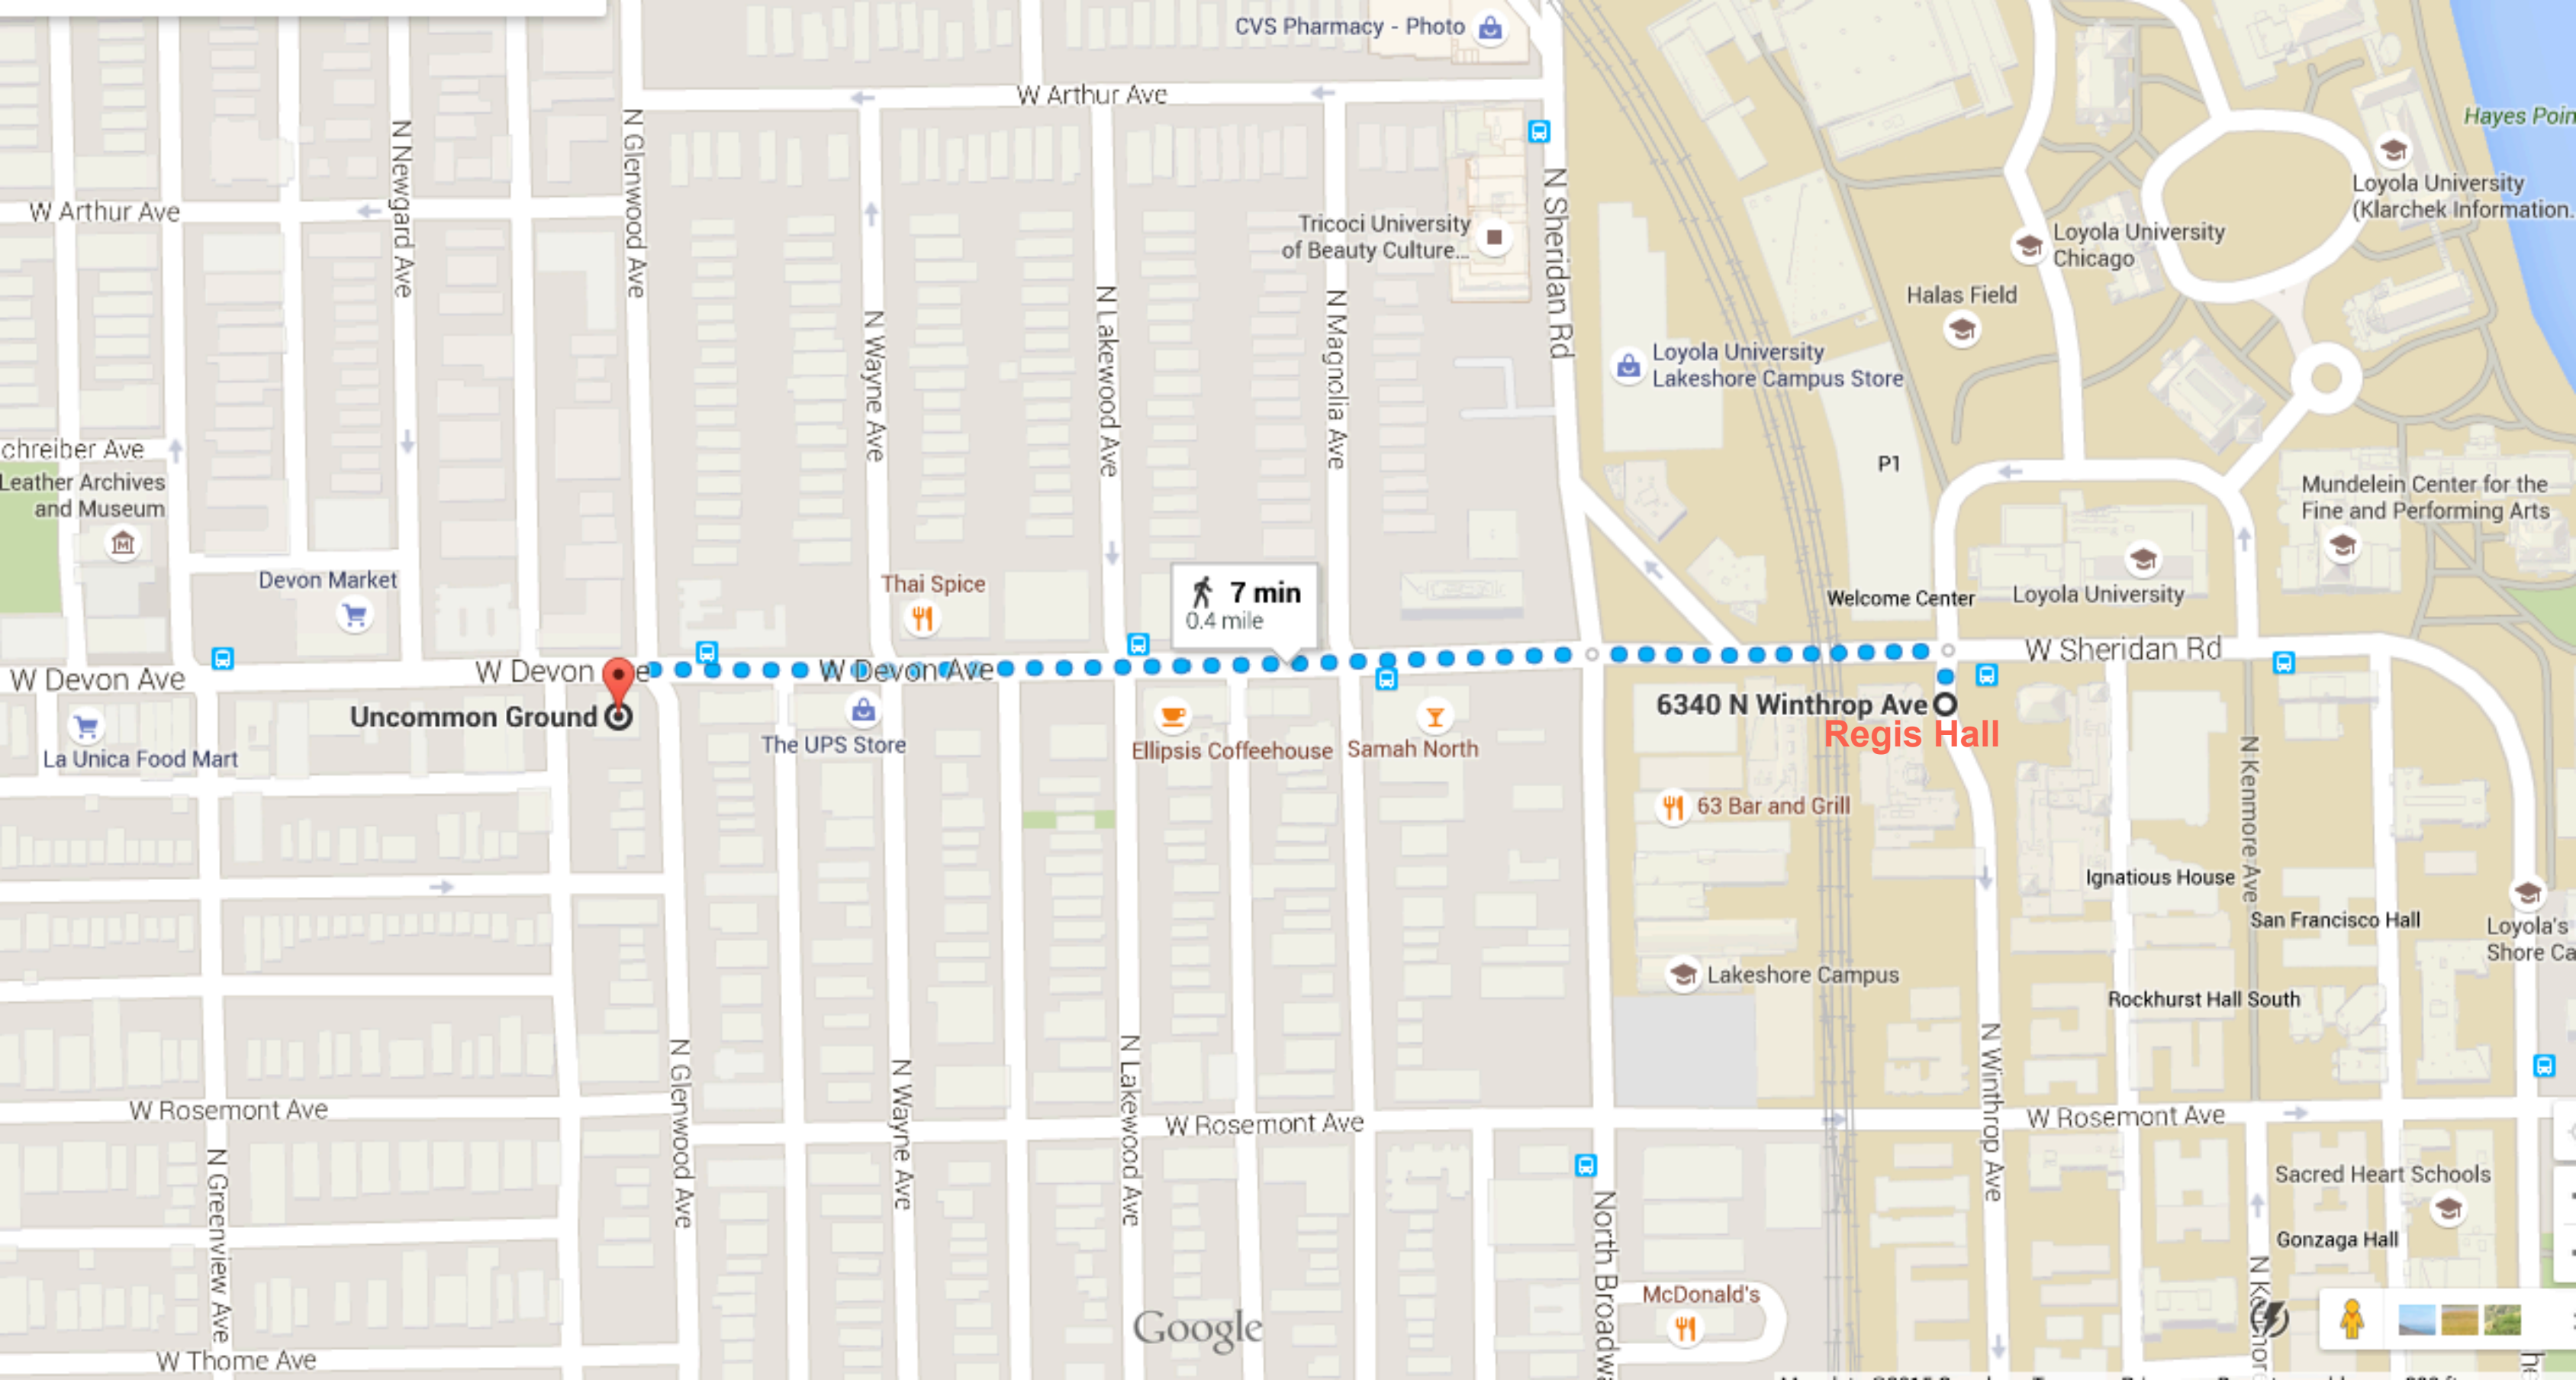 CVS Pharmacy - Photo
W Arthur Ave
Hayes Poin
N Newgard Ave
N Glenwood Ave
W Arthur Ave
N Sheridan Rd
Loyola University
(Klarchek Information.
Tricoci University
of Beauty Culture...
Loyola University
Chicago
Halas Field
N Wayne Ave
N Lakewood Ave
N Magnolia Ave
Loyola University
Lakeshore Campus Store
chreiber Ave
P1
Leather Archives
and Museum
Mundelein Center for the
Fine and Performing Arts
Devon Market
Thai Spice
7 min
0.4 mile
Welcome Center
Loyola University
W Devon Ave
W Devon
e
W Devon Ave
W Sheridan Rd
Uncommon Ground
6340 N Winthrop Ave
Regis Hall
La Unica Food Mart
The UPS Store
Ellipsis Coffeehouse
Samah North
63 Bar and Grill
N Kenmore Ave
Ignatious House
San Francisco Hall
Loyola's
Shore Ca
Lakeshore Campus
Rockhurst Hall South
N Glenwood Ave
N Wayne Ave
N Lakewood Ave
N Winthrop Ave
W Rosemont Ave
W Rosemont Ave
W Rosemont Ave
N Greenview Ave
North Broadw
Sacred Heart Schools
Gonzaga Hall
McDonald's
Google
W Thome Ave